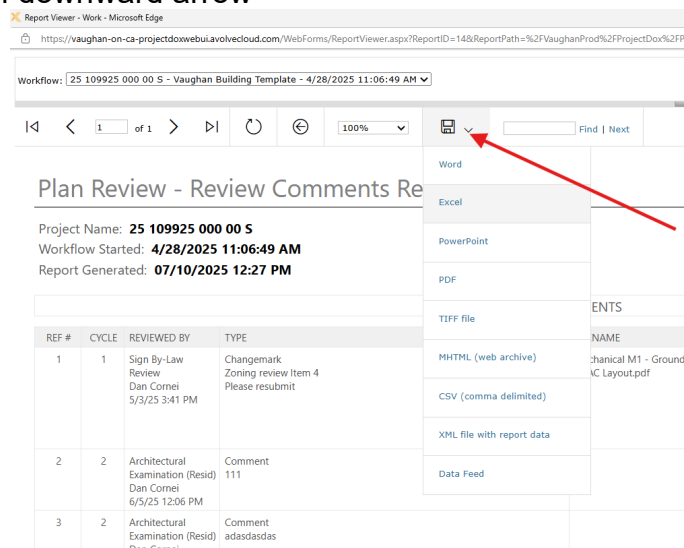 downward arrow
Report Viewer - Work - Microsoft Edge
https://vaughan-on-ca-projectdoxwebui.avolvecloud.com/WebForms/ReportViewer.aspx?ReportID=14&ReportPath=%2FVaughanProd%2FProjectDox%2FP
Workflow: 25 109925 000 00 S - Vaughan Building Template - 4/28/2025 11:06:49 AM
1 of 1 100% Find | Next
Word
Plan Review - Review Comments Re
Excel
Project Name: 25 109925 000 00 S
Workflow Started: 4/28/2025 11:06:49 AM
PowerPoint
Report Generated: 07/10/2025 12:27 PM
PDF
ENTS
TIFF file
REF # CYCLE REVIEWED BY TYPE NAME
1 1 Sign By-Law Changemark
Review Zoning review Item 4
Dan Cornei Please resubmit
5/3/25 3:41 PM
MHTML (web archive)
chanical M1 - Ground
AC Layout.pdf
CSV (comma delimited)
XML file with report data
2 2 Architectural Comment
Examination (Resid) 111
Dan Cornei
6/5/25 12:06 PM
Data Feed
3 2 Architectural Comment
Examination (Resid) adasdasdas